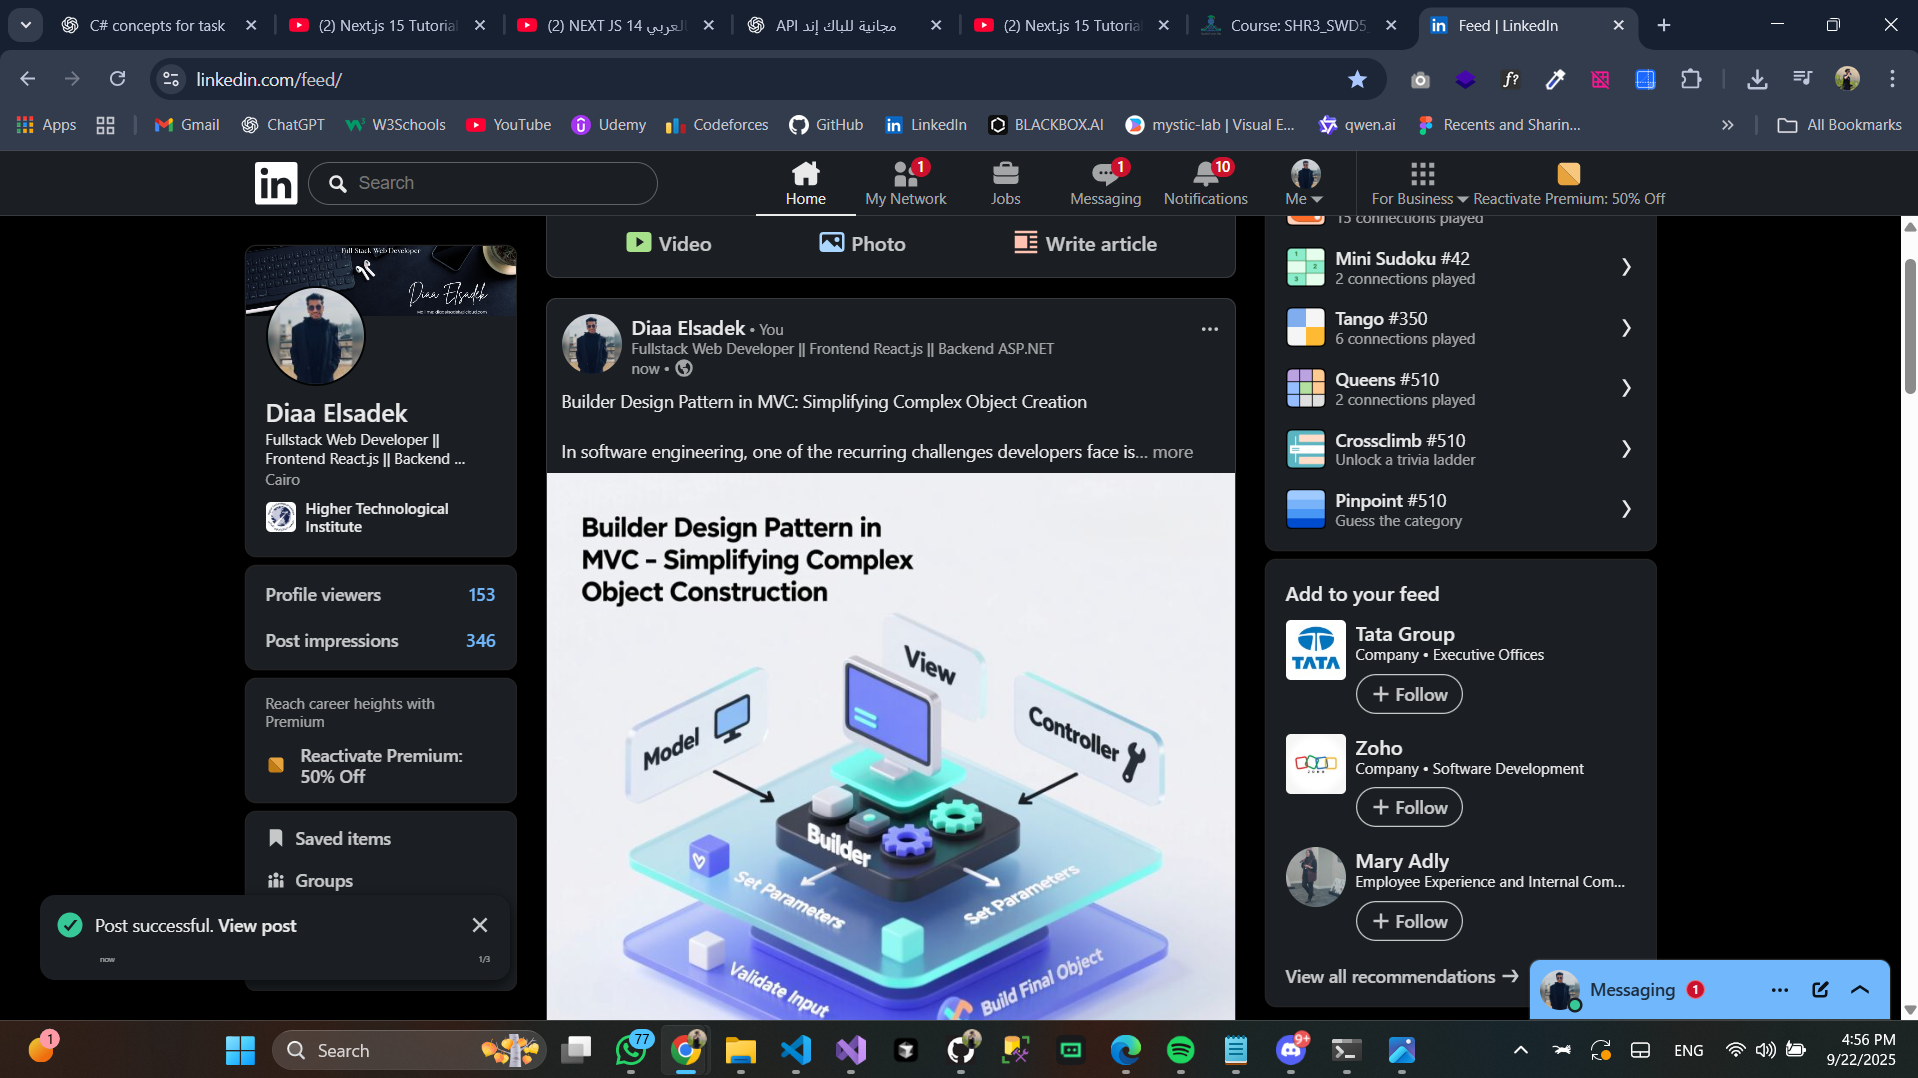 C# concepts for task
(2) Next.js 15 Tutorial
(2) NEXT JS 14 العربي
API مجانية للباك إند
(2) Next.js 15 Tutorial
Course: SHR3_SWD5_
Feed | LinkedIn
linkedin.com/feed/
Apps
Gmail
ChatGPT
W3Schools
YouTube
Udemy
Codeforces
GitHub
LinkedIn
BLACKBOX.AI
mystic-lab | Visual E...
qwen.ai
Recents and Sharin...
All Bookmarks
in
Search
Home
1
My Network
Jobs
1
Messaging
10
Notifications
Me
For Business
Reactivate Premium: 50% Off
Full Stack Web Developer
Diaa Elsadek
Diaa Elsadek
Fullstack Web Developer ||
Frontend React.js || Backend ...
Cairo
Higher Technological
Institute
Profile viewers 153
Post impressions 346
Reach career heights with
Premium
Reactivate Premium:
50% Off
Saved items
Groups
Post successful. View post
now
1/3
Video
Photo
Write article
Diaa Elsadek • You
Fullstack Web Developer || Frontend React.js || Backend ASP.NET
now •
Builder Design Pattern in MVC: Simplifying Complex Object Creation
In software engineering, one of the recurring challenges developers face is... more
Builder Design Pattern in
MVC - Simplifying Complex
Object Construction
View
Model
Controller
Builder
Set Parameters
Set Parameters
Validate Input
Build Final Object
15 connections played
Mini Sudoku #42
2 connections played
Tango #350
6 connections played
Queens #510
2 connections played
Crossclimb #510
Unlock a trivia ladder
Pinpoint #510
Guess the category
Add to your feed
TATA
Tata Group
Company • Executive Offices
+ Follow
ZOHO
Zoho
Company • Software Development
+ Follow
Mary Adly
Employee Experience and Internal Com...
+ Follow
View all recommendations →
Messaging 1
1
Search
77
9+
ENG
4:56 PM
9/22/2025